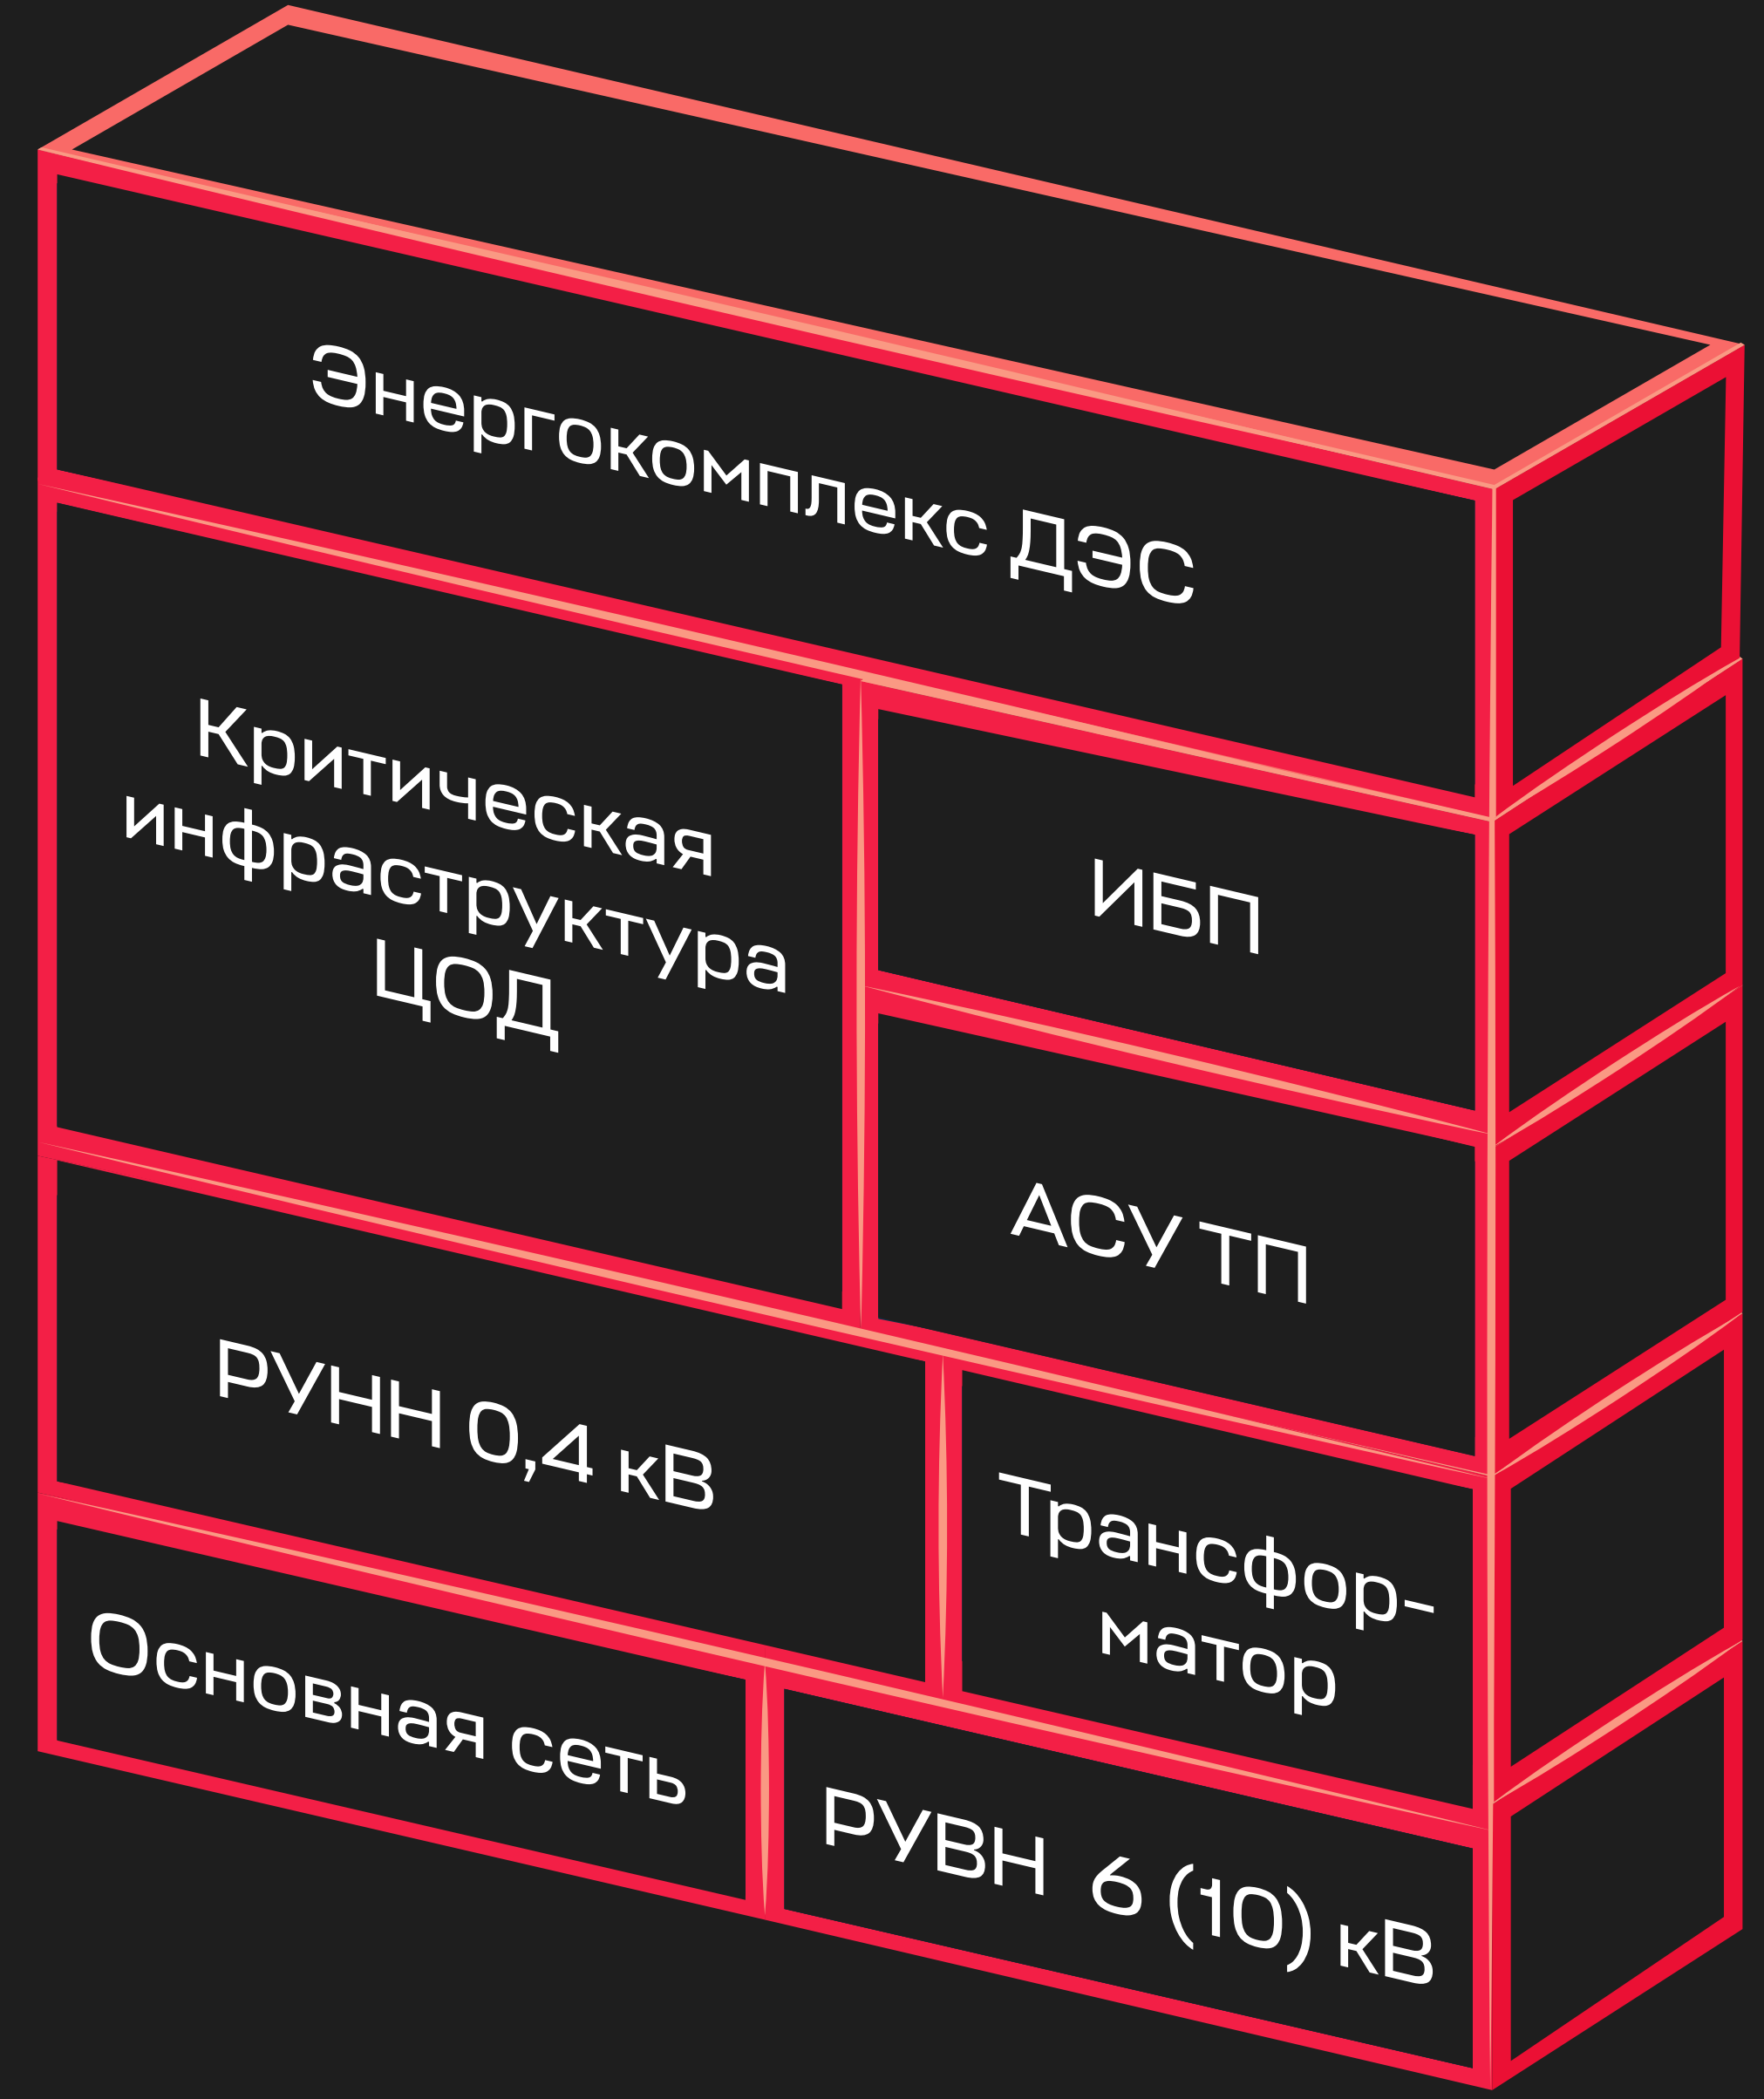 Энергокомплекс ДЭС
Критическая
инфраструктура
ЦОД
ИБП
АСУ ТП
РУНН 0,4 кВ
Трансфор-
матор
Основная сеть
РУВН 6 (10) кВ